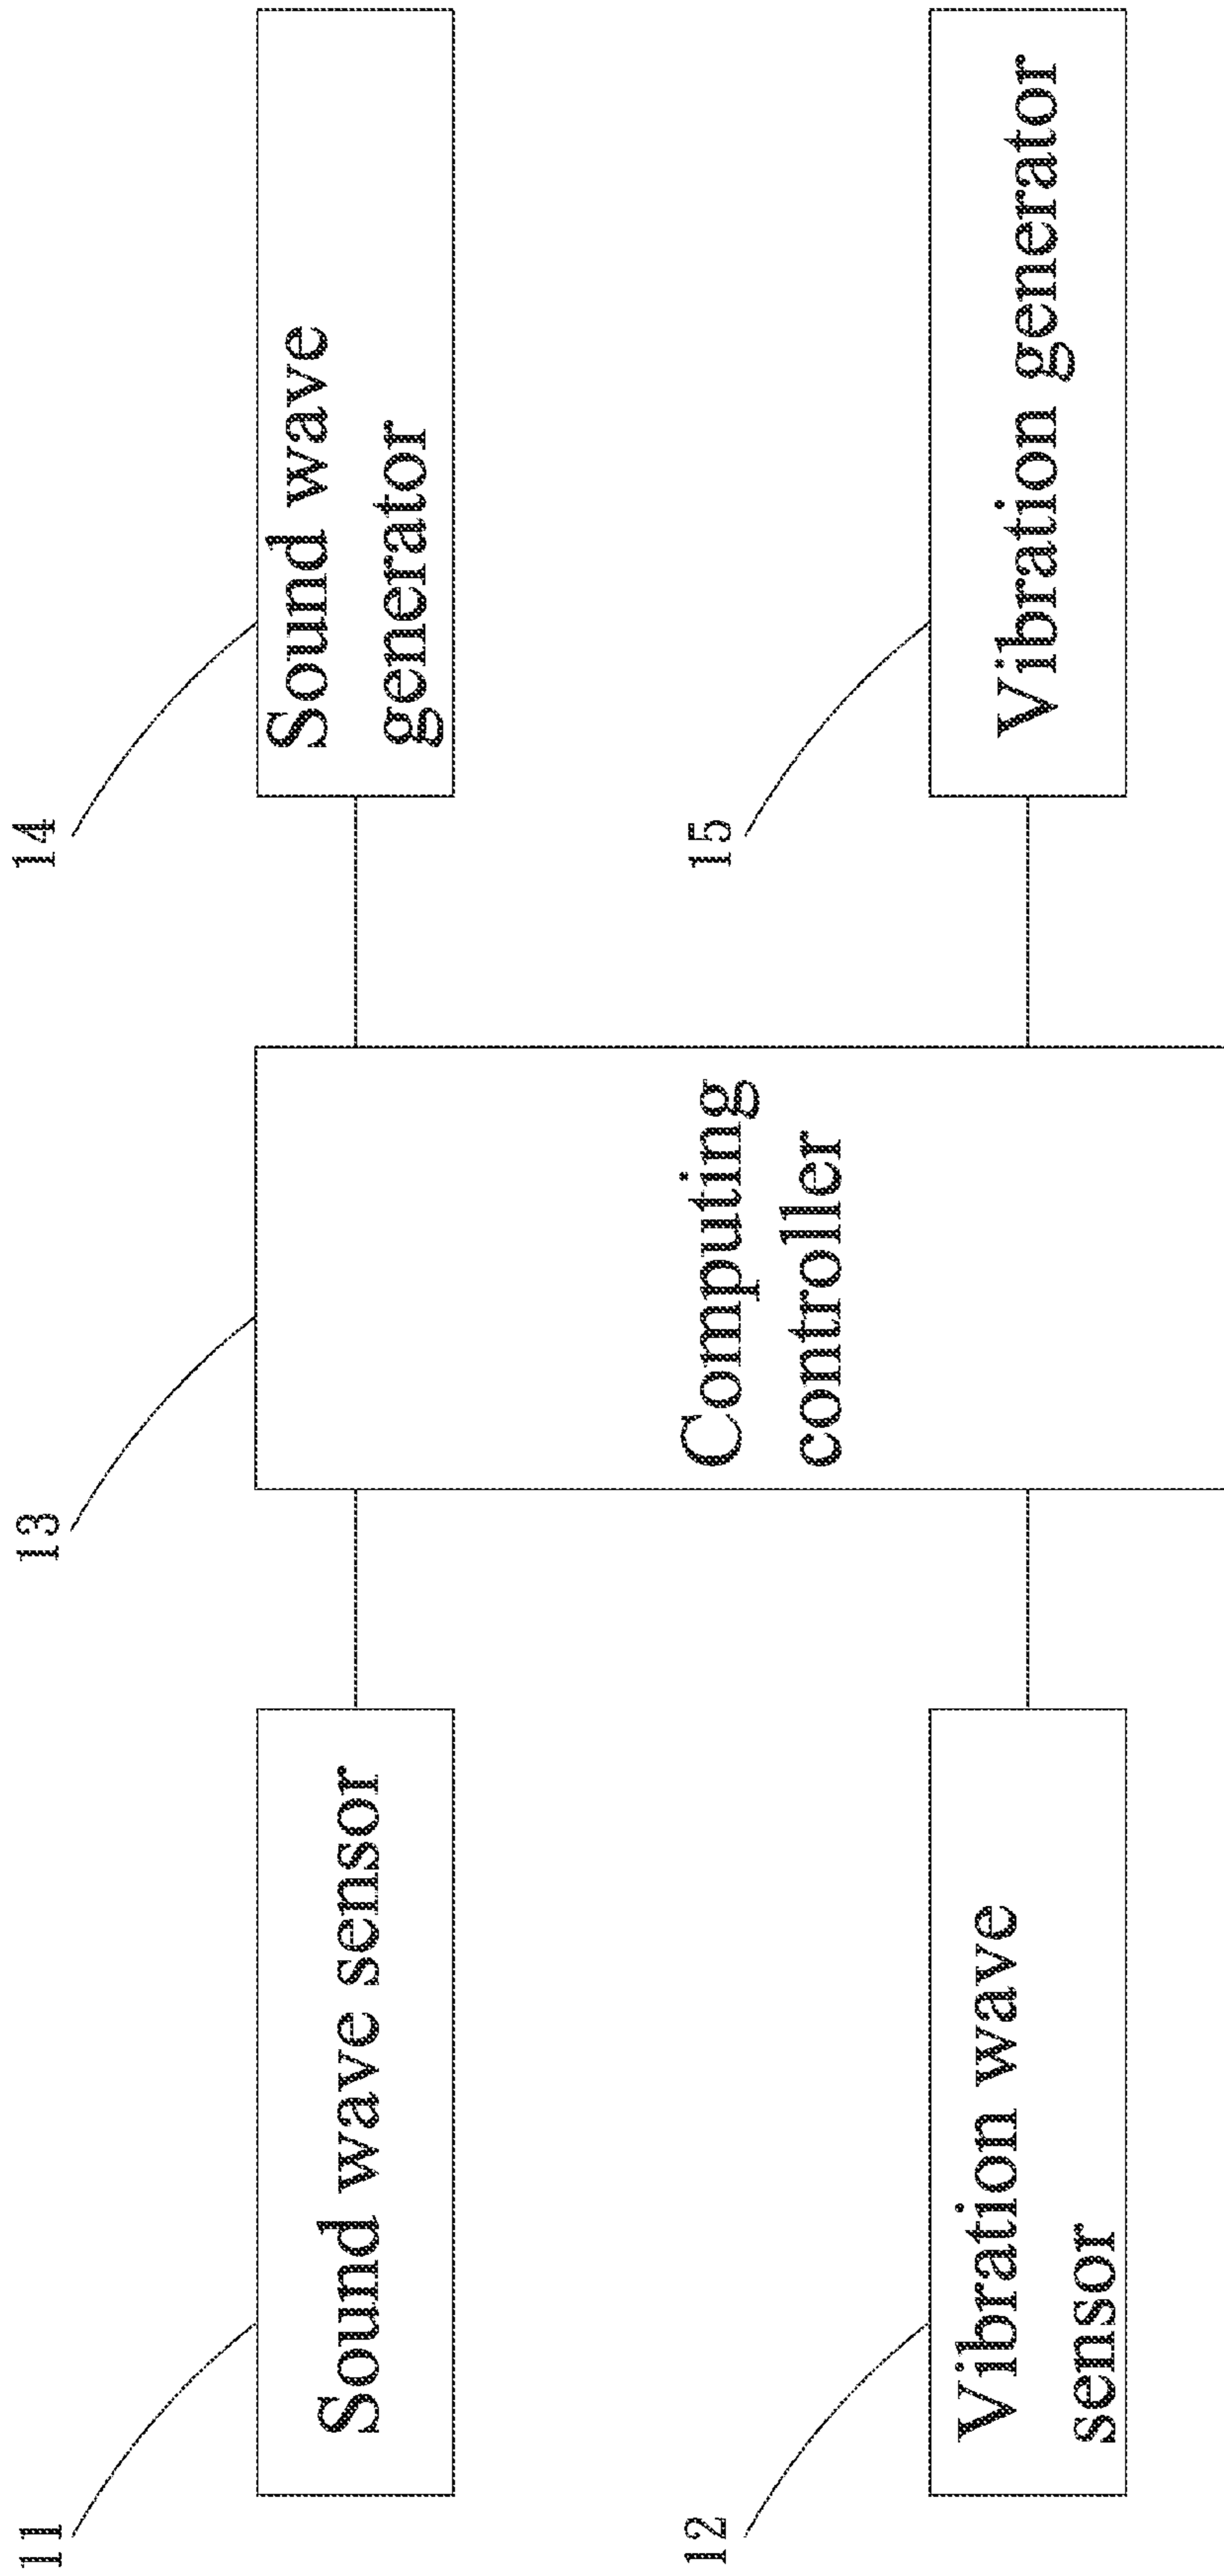 11
Sound wave sensor
12
Vibration wave
sensor
13
Computing
controller
14
Sound wave
generator
15
Vibration generator